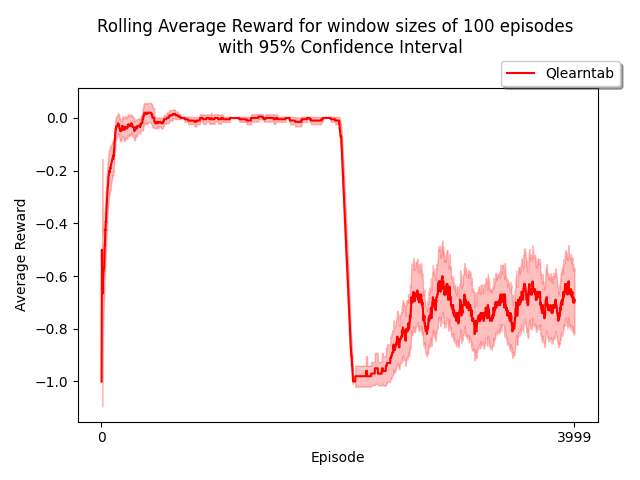 Rolling Average Reward for window sizes of 100 episodes
with 95% Confidence Interval
Qlearntab
0.0
−0.2
−0.4
−0.6
−0.8
−1.0
Average Reward
0
3999
Episode